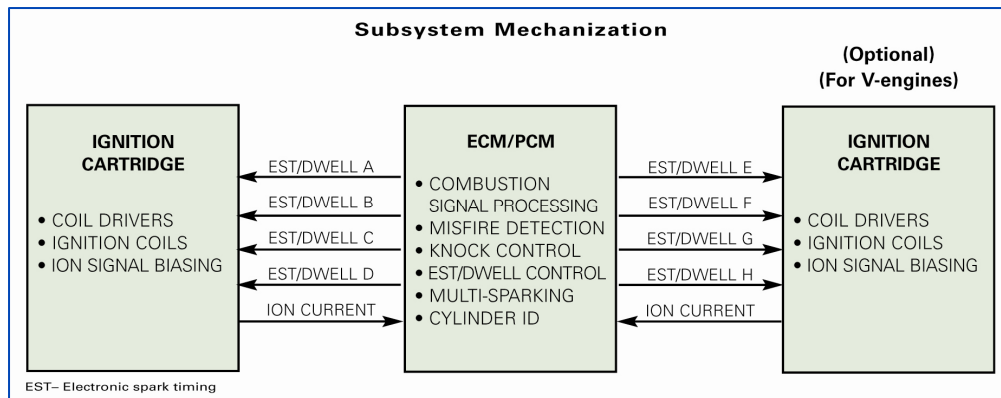 Subsystem Mechanization
(Optional)
(For V-engines)
IGNITION
CARTRIDGE
• COIL DRIVERS
• IGNITION COILS
• ION SIGNAL BIASING
EST/DWELL A
EST/DWELL B
EST/DWELL C
EST/DWELL D
ION CURRENT
ECM/PCM
• COMBUSTION
SIGNAL PROCESSING
• MISFIRE DETECTION
• KNOCK CONTROL
• EST/DWELL CONTROL
• MULTI-SPARKING
• CYLINDER ID
EST/DWELL E
EST/DWELL F
EST/DWELL G
EST/DWELL H
ION CURRENT
IGNITION
CARTRIDGE
• COIL DRIVERS
• IGNITION COILS
• ION SIGNAL BIASING
EST– Electronic spark timing